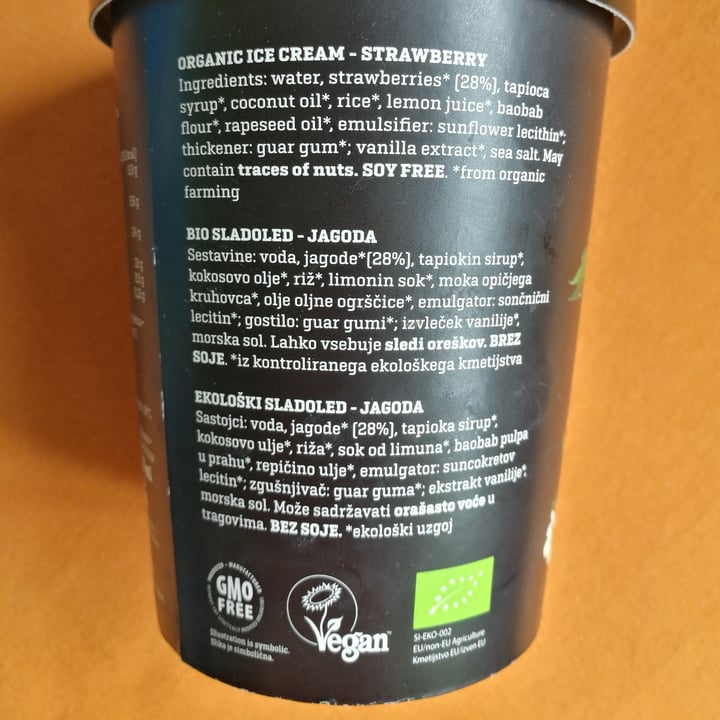 ORGANIC ICE CREAM - STRAWBERRY
Ingredients: water, strawberries* (28%), tapioca
syrup*, coconut oil*, rice*, lemon juice*, baobab
flour*, rapeseed oil*, emulsifier: sunflower lecithin*;
thickener: guar gum*; vanilla extract*, sea salt. May
contain traces of nuts. SOY FREE. *from organic
farming
BIO SLADOLED - JAGODA
Sestavine: voda, jagode*(28%), tapiokin sirup*,
kokosovo olje*, riž*, limonin sok*, moka opičjega
kruhovca*, olje oljne ogrščice*, emulgator: sončnični
lecitin*; gostilo: guar gumi*; izvleček vanilije*,
morska sol. Lahko vsebuje sledi oreškov. BREZ
SOJE. *iz kontroliranega ekološkega kmetijstva
EKOLOŠKI SLADOLED - JAGODA
Sastojci: voda, jagode* (28%), tapioka sirup*,
kokosovo ulje*, riža*, sok od limuna*, baobab pulpa
u prahu*, repičino ulje*, emulgator: suncokretov
lecitin*; zgušnjivač: guar guma*; ekstrakt vanilije*,
morska sol. Može sadržavati orašasto voće u
tragovima. BEZ SOJE. *ekološki uzgoj
GMO
FREE
Vegan
Illustration is symbolic.
Slika je simbolična.
SI-EKO-002
EU/non-EU Agriculture
Kmetijstvo EU/izven EU